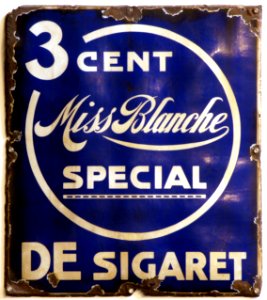 3 CENT
Miss Blanche
SPECIAL
DE SIGARET